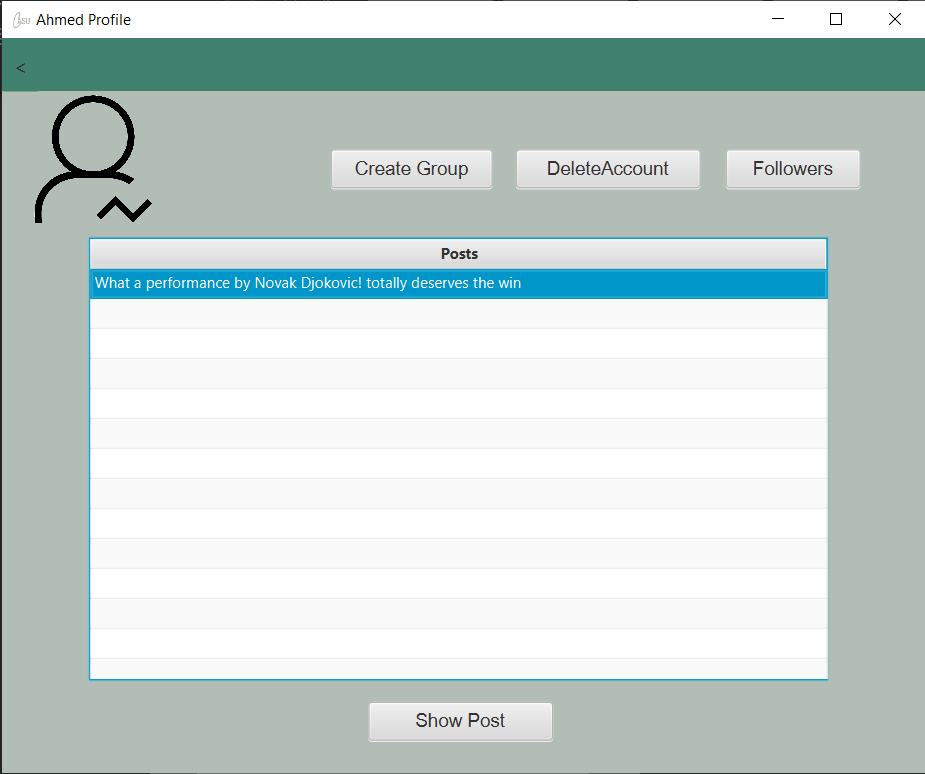 Ahmed Profile
<
Create Group
DeleteAccount
Followers
Posts
What a performance by Novak Djokovic! totally deserves the win
Show Post